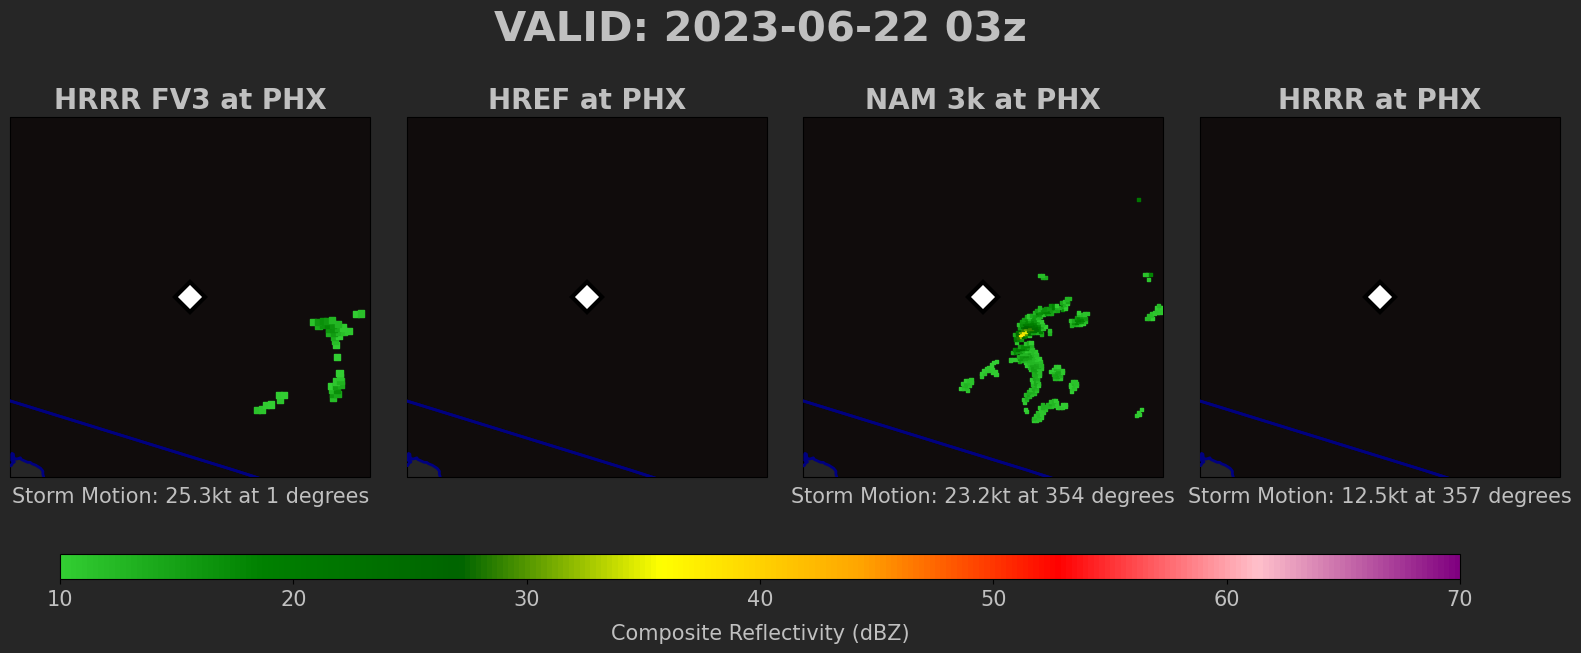 VALID: 2023-06-22 03z
HRRR FV3 at PHX
HREF at PHX
NAM 3k at PHX
HRRR at PHX
Storm Motion: 25.3kt at 1 degrees
Storm Motion: 23.2kt at 354 degrees
Storm Motion: 12.5kt at 357 degrees
10 20 30 40 50 60 70
Composite Reflectivity (dBZ)